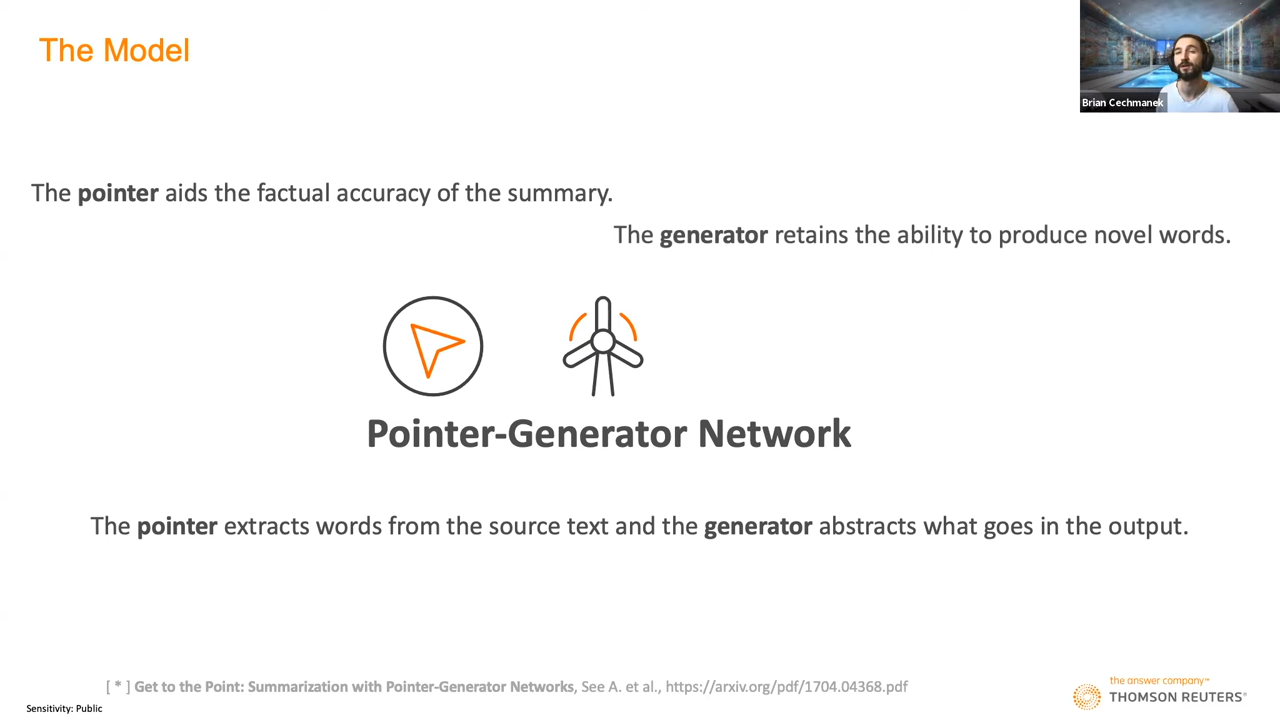 The Model
Brian Cechmanek
The pointer aids the factual accuracy of the summary.
The generator retains the ability to produce novel words.
Pointer-Generator Network
The pointer extracts words from the source text and the generator abstracts what goes in the output.
[ * ] Get to the Point: Summarization with Pointer-Generator Networks, See A. et al., https://arxiv.org/pdf/1704.04368.pdf
Sensitivity: Public
the answer company™
THOMSON REUTERS®